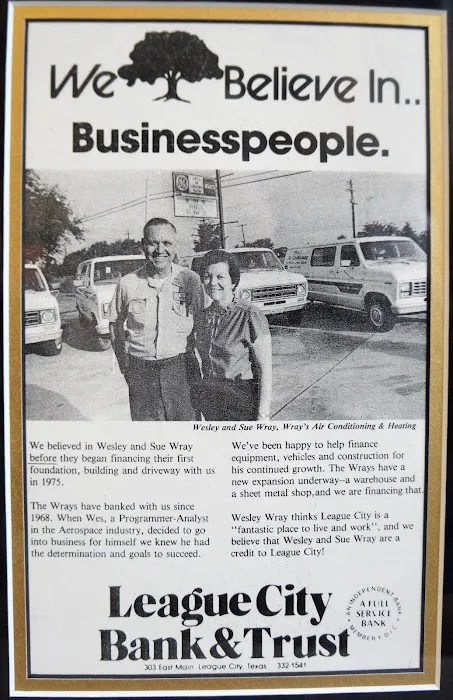 We Believe In..
Businesspeople.
Wesley and Sue Wray, Wray's Air Conditioning & Heating
We believed in Wesley and Sue Wray
before they began financing their first
foundation, building and driveway with us
in 1975.
The Wrays have banked with us since
1968. When Wes, a Programmer-Analyst
in the Aerospace industry, decided to go
into business for himself we knew he had
the determination and goals to succeed.
We've been happy to help finance
equipment, vehicles and construction for
his continued growth. The Wrays have a
new expansion underway--a warehouse and
a sheet metal shop,and we are financing that.
Wesley Wray thinks League City is a
"fantastic place to live and work", and we
believe that Wesley and Sue Wray are a
credit to League City!
League City
Bank & Trust
303 East Main League City, Texas 332-1541
AN INDEPENDENT BANK
A FULL
SERVICE
BANK
MEMBER F.D.I.C.